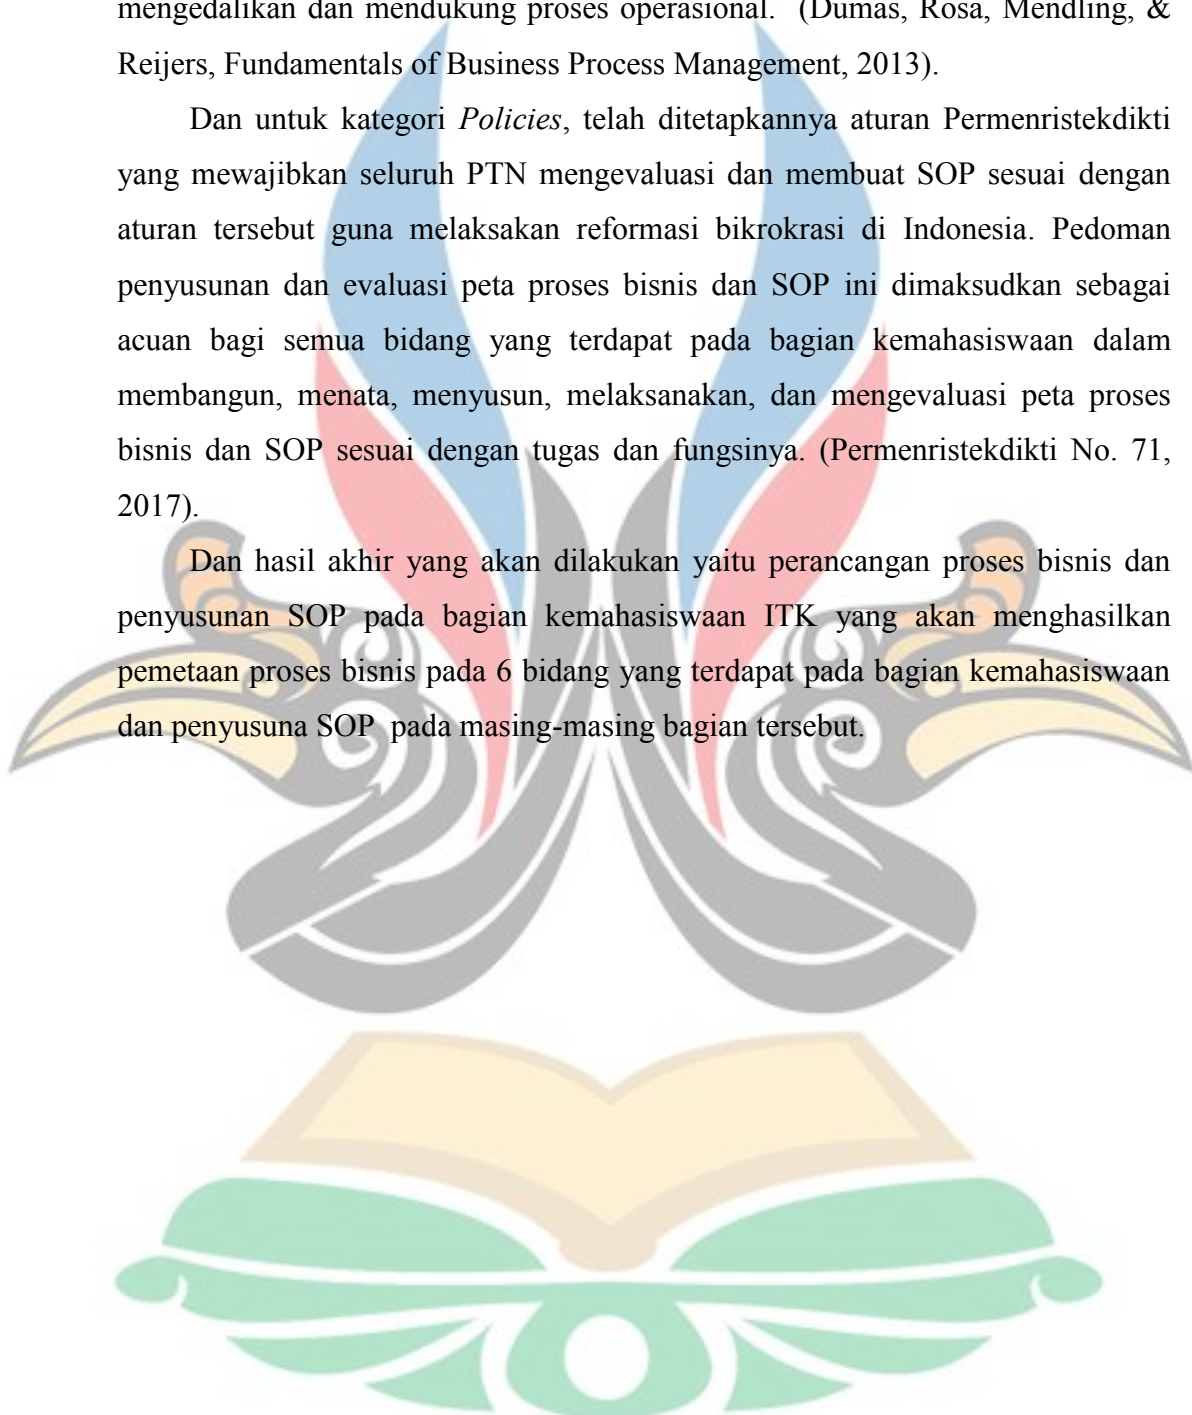 mengedalikan dan mendukung proses operasional. (Dumas, Rosa, Mendling, &
Reijers, Fundamentals of Business Process Management, 2013).
Dan untuk kategori Policies, telah ditetapkannya aturan Permenristekdikti
yang mewajibkan seluruh PTN mengevaluasi dan membuat SOP sesuai dengan
aturan tersebut guna melaksakan reformasi bikrokrasi di Indonesia. Pedoman
penyusunan dan evaluasi peta proses bisnis dan SOP ini dimaksudkan sebagai
acuan bagi semua bidang yang terdapat pada bagian kemahasiswaan dalam
membangun, menata, menyusun, melaksanakan, dan mengevaluasi peta proses
bisnis dan SOP sesuai dengan tugas dan fungsinya. (Permenristekdikti No. 71,
2017).
Dan hasil akhir yang akan dilakukan yaitu perancangan proses bisnis dan
penyusunan SOP pada bagian kemahasiswaan ITK yang akan menghasilkan
pemetaan proses bisnis pada 6 bidang yang terdapat pada bagian kemahasiswaan
dan penyusuna SOP pada masing-masing bagian tersebut.